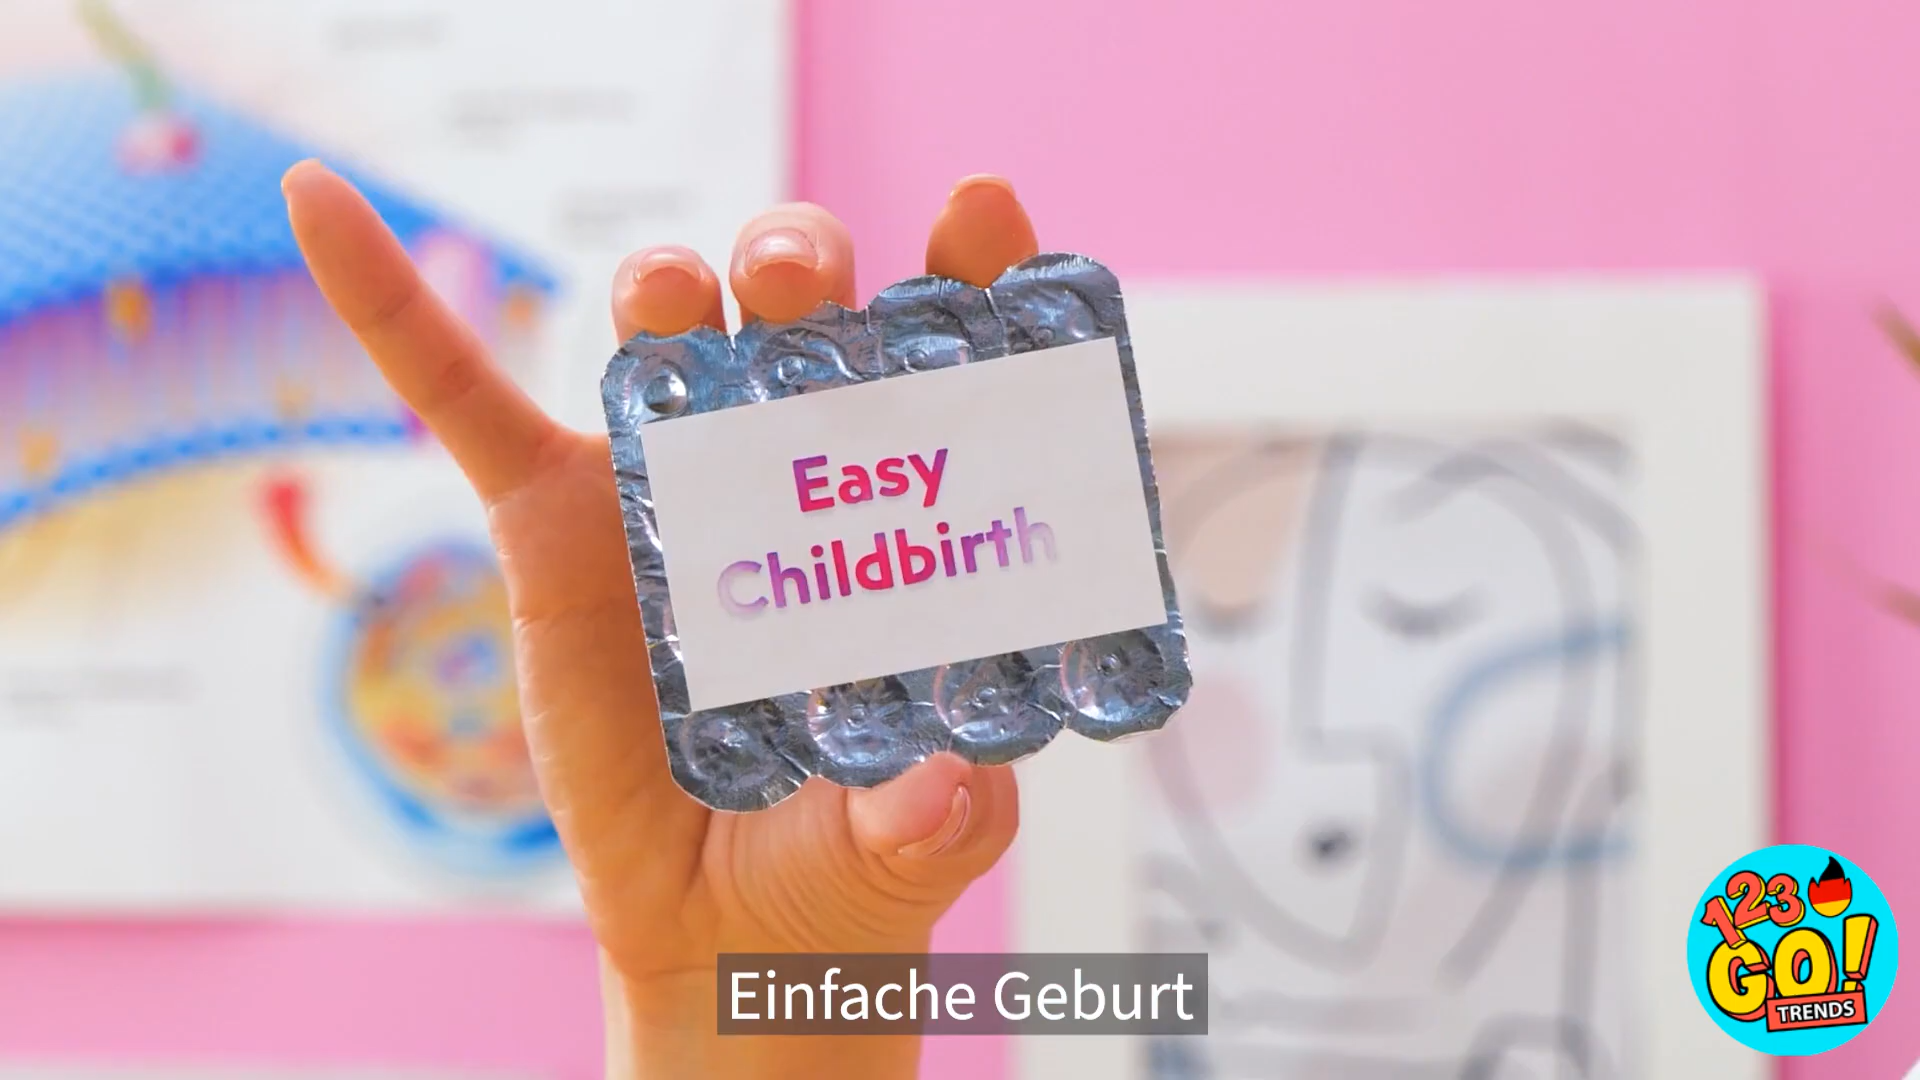 Easy
Childbirth
Einfache Geburt
123
GO!
TRENDS